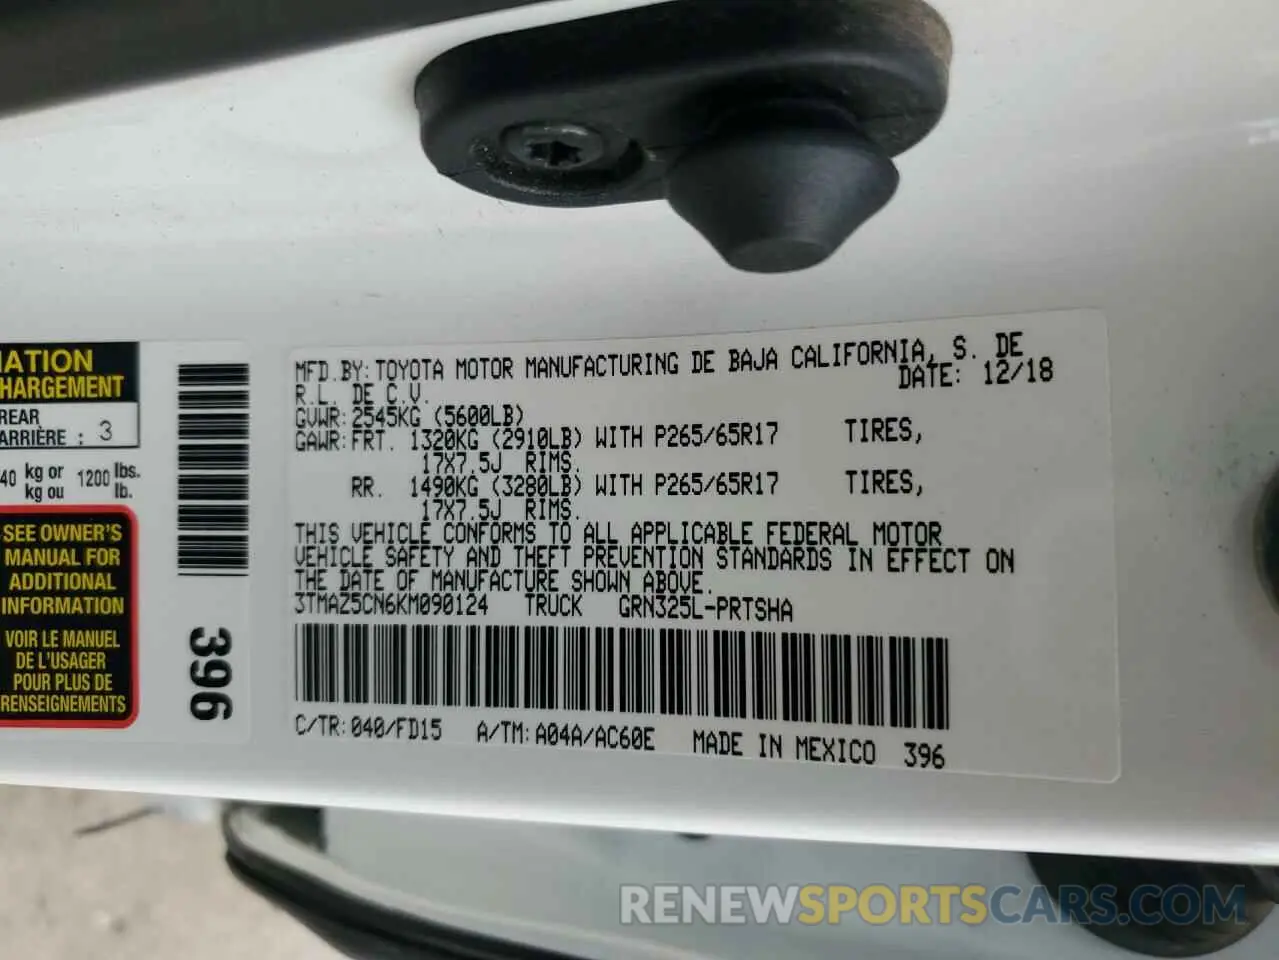 MFD.BY: TOYOTA MOTOR MANUFACTURING DE BAJA CALIFORNIA, S. DE
R.L. DE C.V. DATE: 12/18
GVWR: 2545KG (5600LB)
GAWR: FRT. 1320KG (2910LB) WITH P265/65R17 TIRES,
17X7.5J RIMS.
RR. 1490KG (3280LB) WITH P265/65R17 TIRES,
17X7.5J RIMS.
THIS VEHICLE CONFORMS TO ALL APPLICABLE FEDERAL MOTOR
VEHICLE SAFETY AND THEFT PREVENTION STANDARDS IN EFFECT ON
THE DATE OF MANUFACTURE SHOWN ABOVE.
3TMAZ5CN6KM090124 TRUCK GRN325L-PRTSHA
C/TR: 040/FD15 A/TM: A04A/AC60E MADE IN MEXICO 396
REAR
ARRIÈRE : 3
40 kg or 1200 lbs.
kg ou lb.
SEE OWNER'S
MANUAL FOR
ADDITIONAL
INFORMATION
VOIR LE MANUEL
DE L'USAGER
POUR PLUS DE
RENSEIGNEMENTS
396
RENEWSPORTSCARS.COM